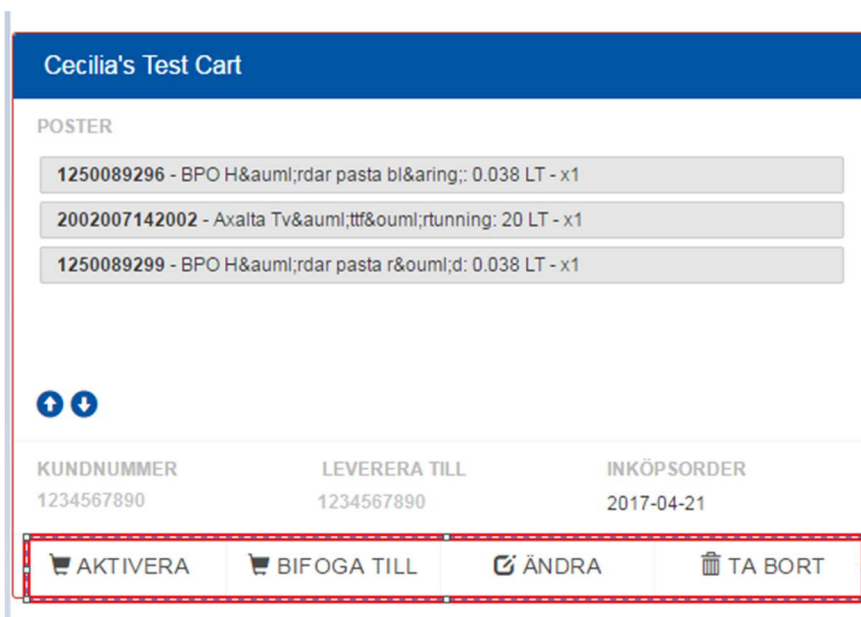 Cecilia's Test Cart
POSTER
1250089296 - BPO H&auml;rdar pasta bl&aring;: 0.038 LT - x1
2002007142002 - Axalta Tv&auml;ttf&ouml;rtunning: 20 LT - x1
1250089299 - BPO H&auml;rdar pasta r&ouml;d: 0.038 LT - x1
KUNDNUMMER LEVERERA TILL INKÖPSORDER
1234567890 1234567890 2017-04-21
AKTIVERA BIFOGA TILL ÄNDRA TA BORT